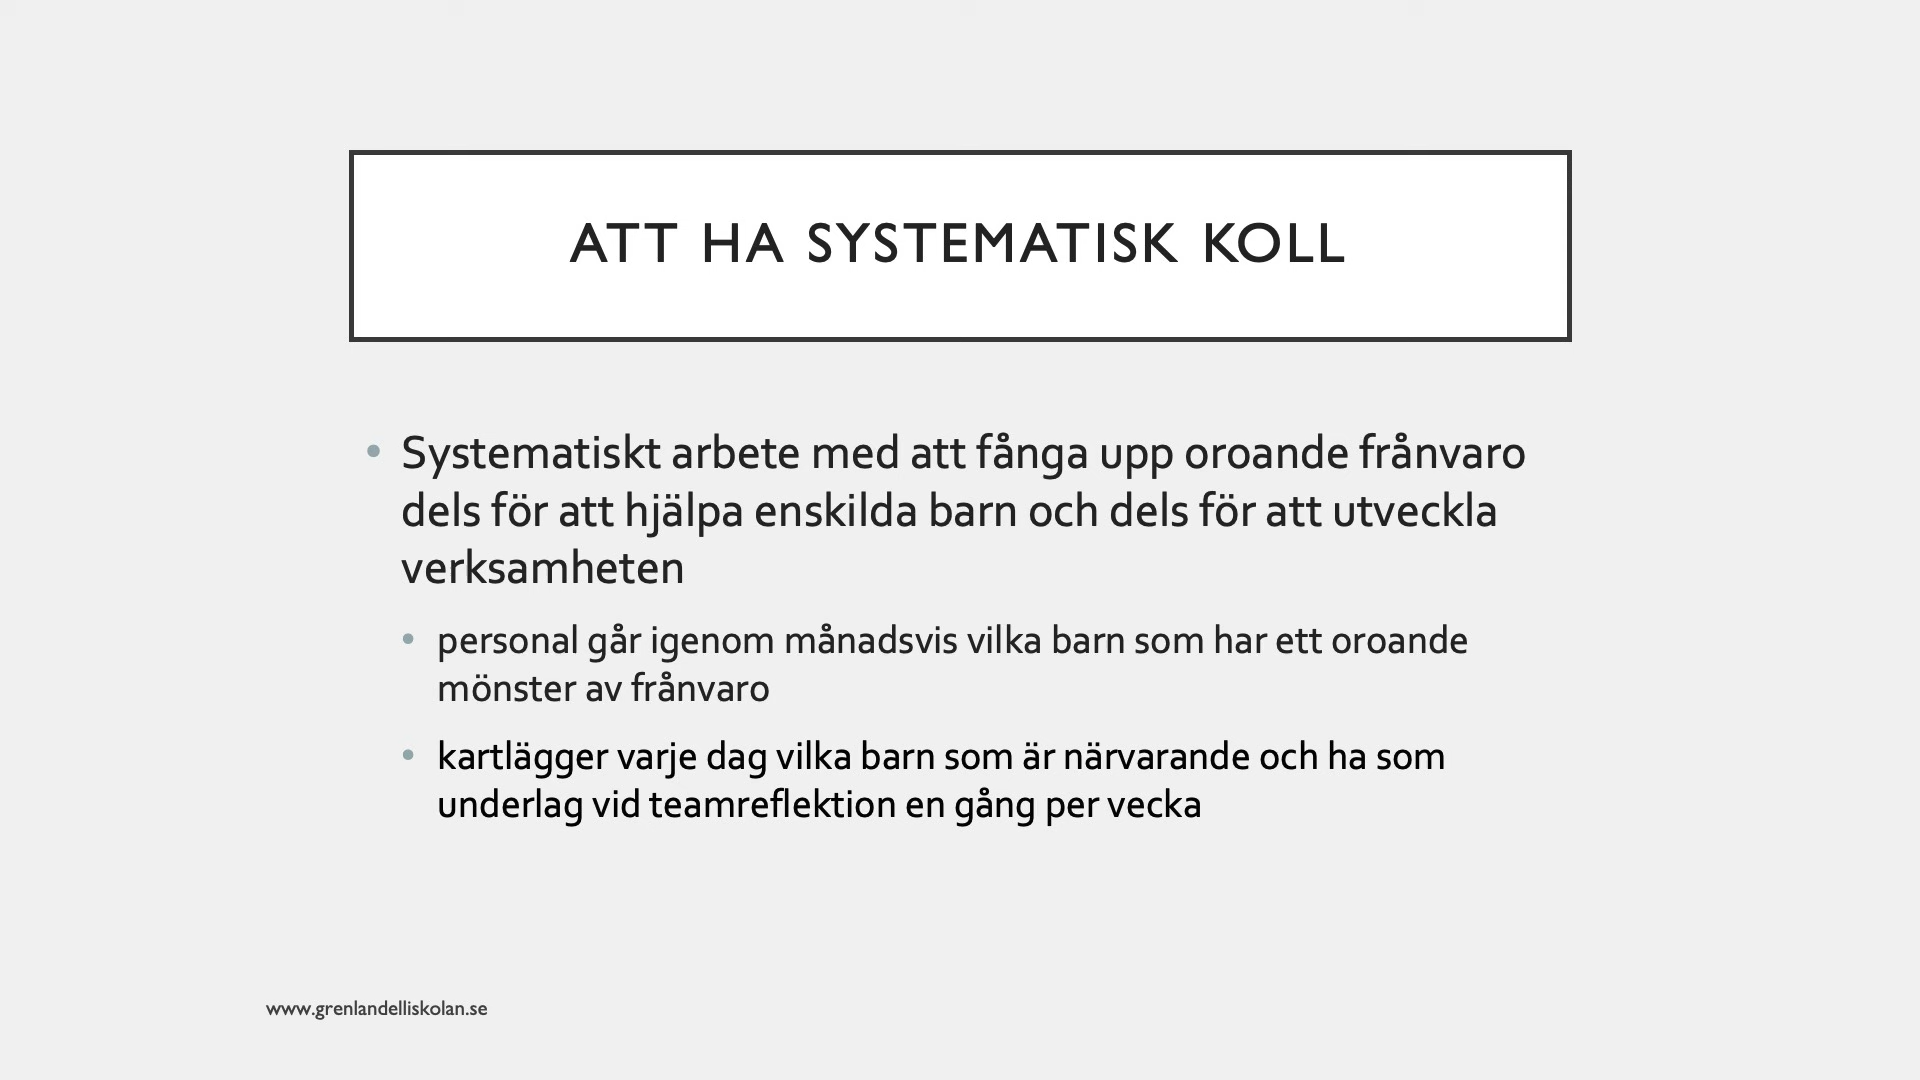 ATT HA SYSTEMATISK KOLL
• Systematiskt arbete med att fånga upp oroande frånvaro
dels för att hjälpa enskilda barn och dels för att utveckla
verksamheten
• personal går igenom månadsvis vilka barn som har ett oroande
mönster av frånvaro
• kartlägger varje dag vilka barn som är närvarande och ha som
underlag vid teamreflektion en gång per vecka
www.grenlandelliskolan.se